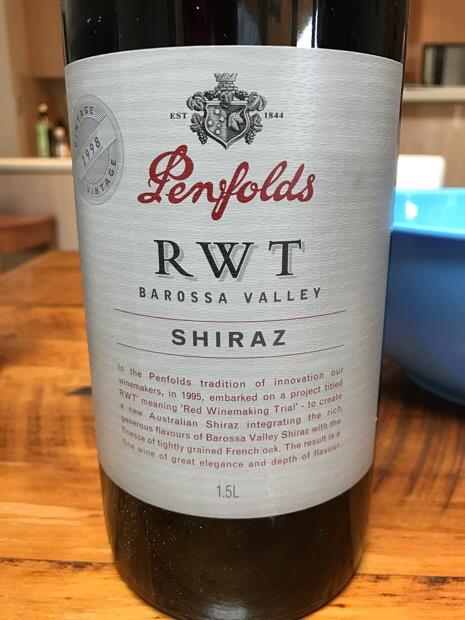 VINTAGE
1998
VINTAGE
EST 1844
Penfolds
RWT
BAROSSA VALLEY
SHIRAZ
In the Penfolds tradition of innovation our
winemakers, in 1995, embarked on a project titled
'RWT' meaning 'Red Winemaking Trial' - to create
a new Australian Shiraz integrating the rich,
generous flavours of Barossa Valley Shiraz with the
finesse of tightly grained French oak. The result is a
fine wine of great elegance and depth of flavour.
1.5L